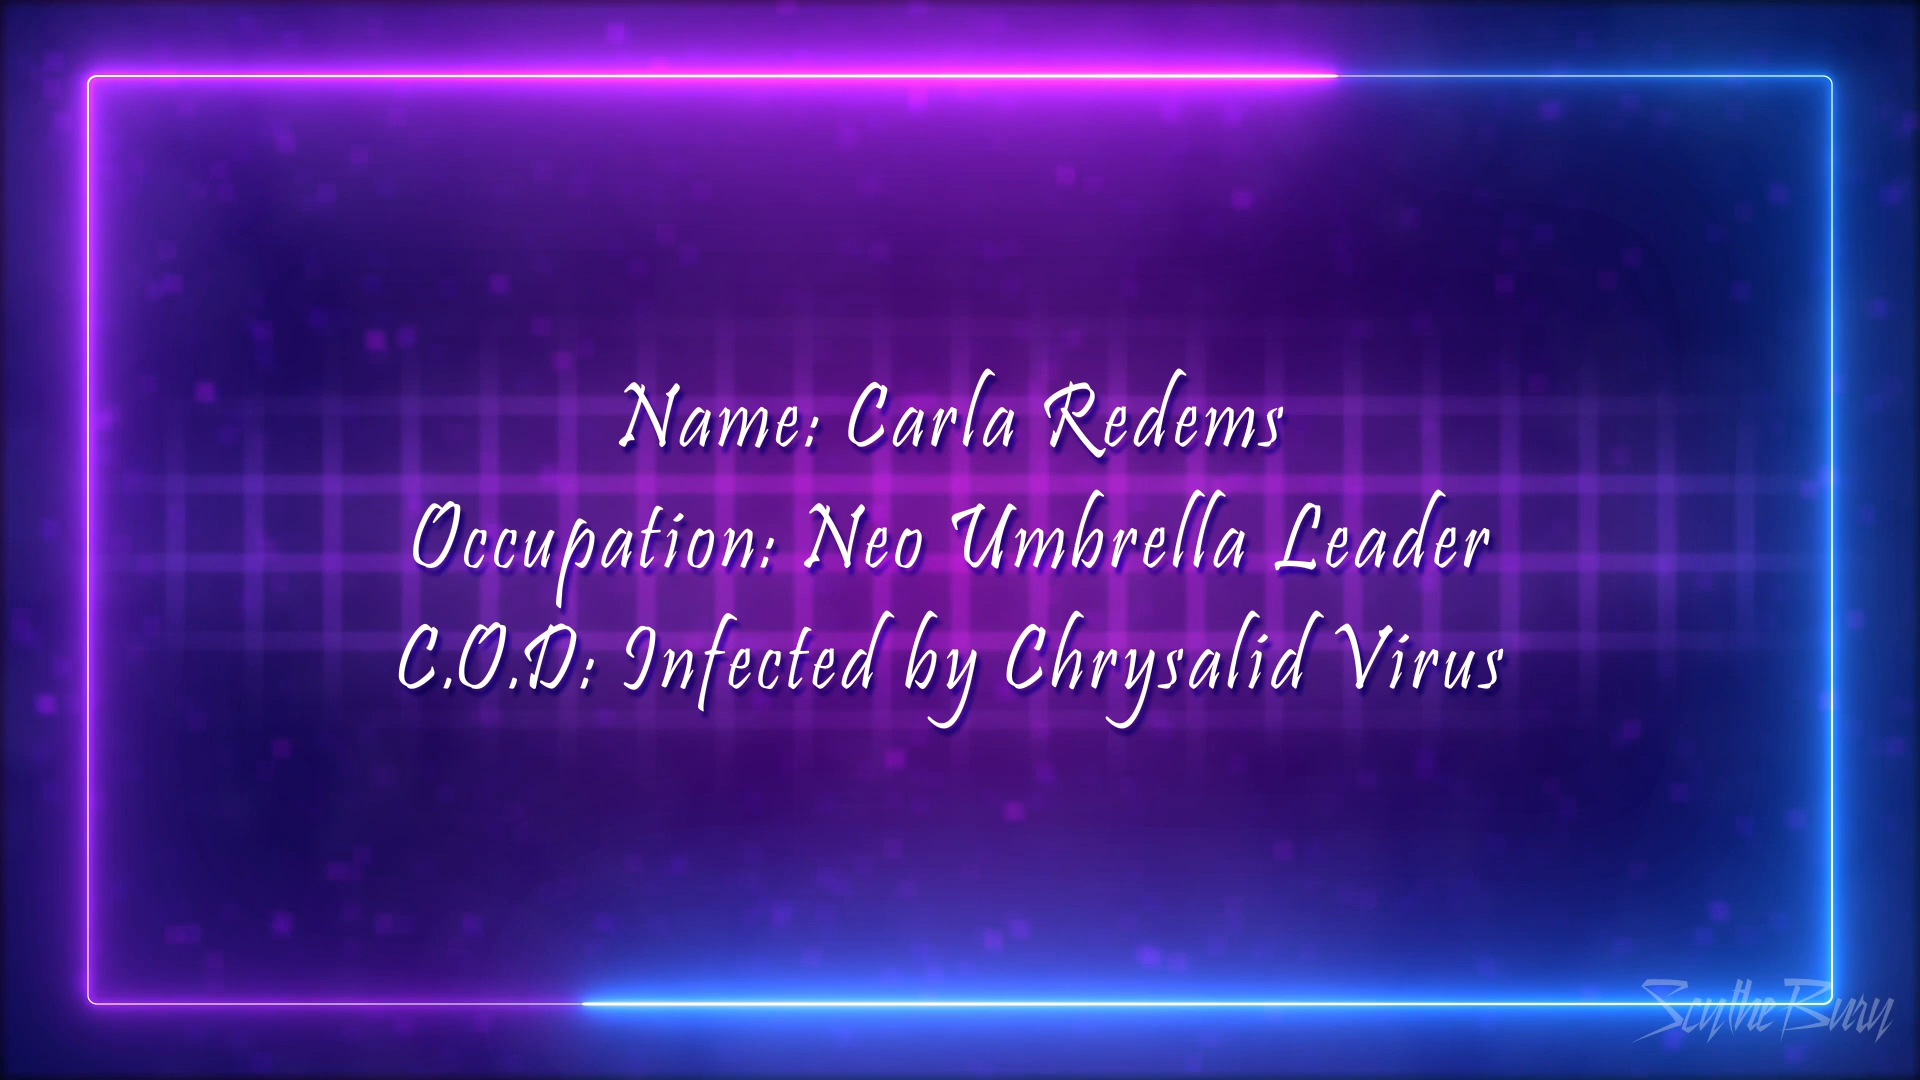 Name: Carla Redems
Occupation: Neo Umbrella Leader
C.O.D: Infected by Chrysalid Virus
ScytheBury